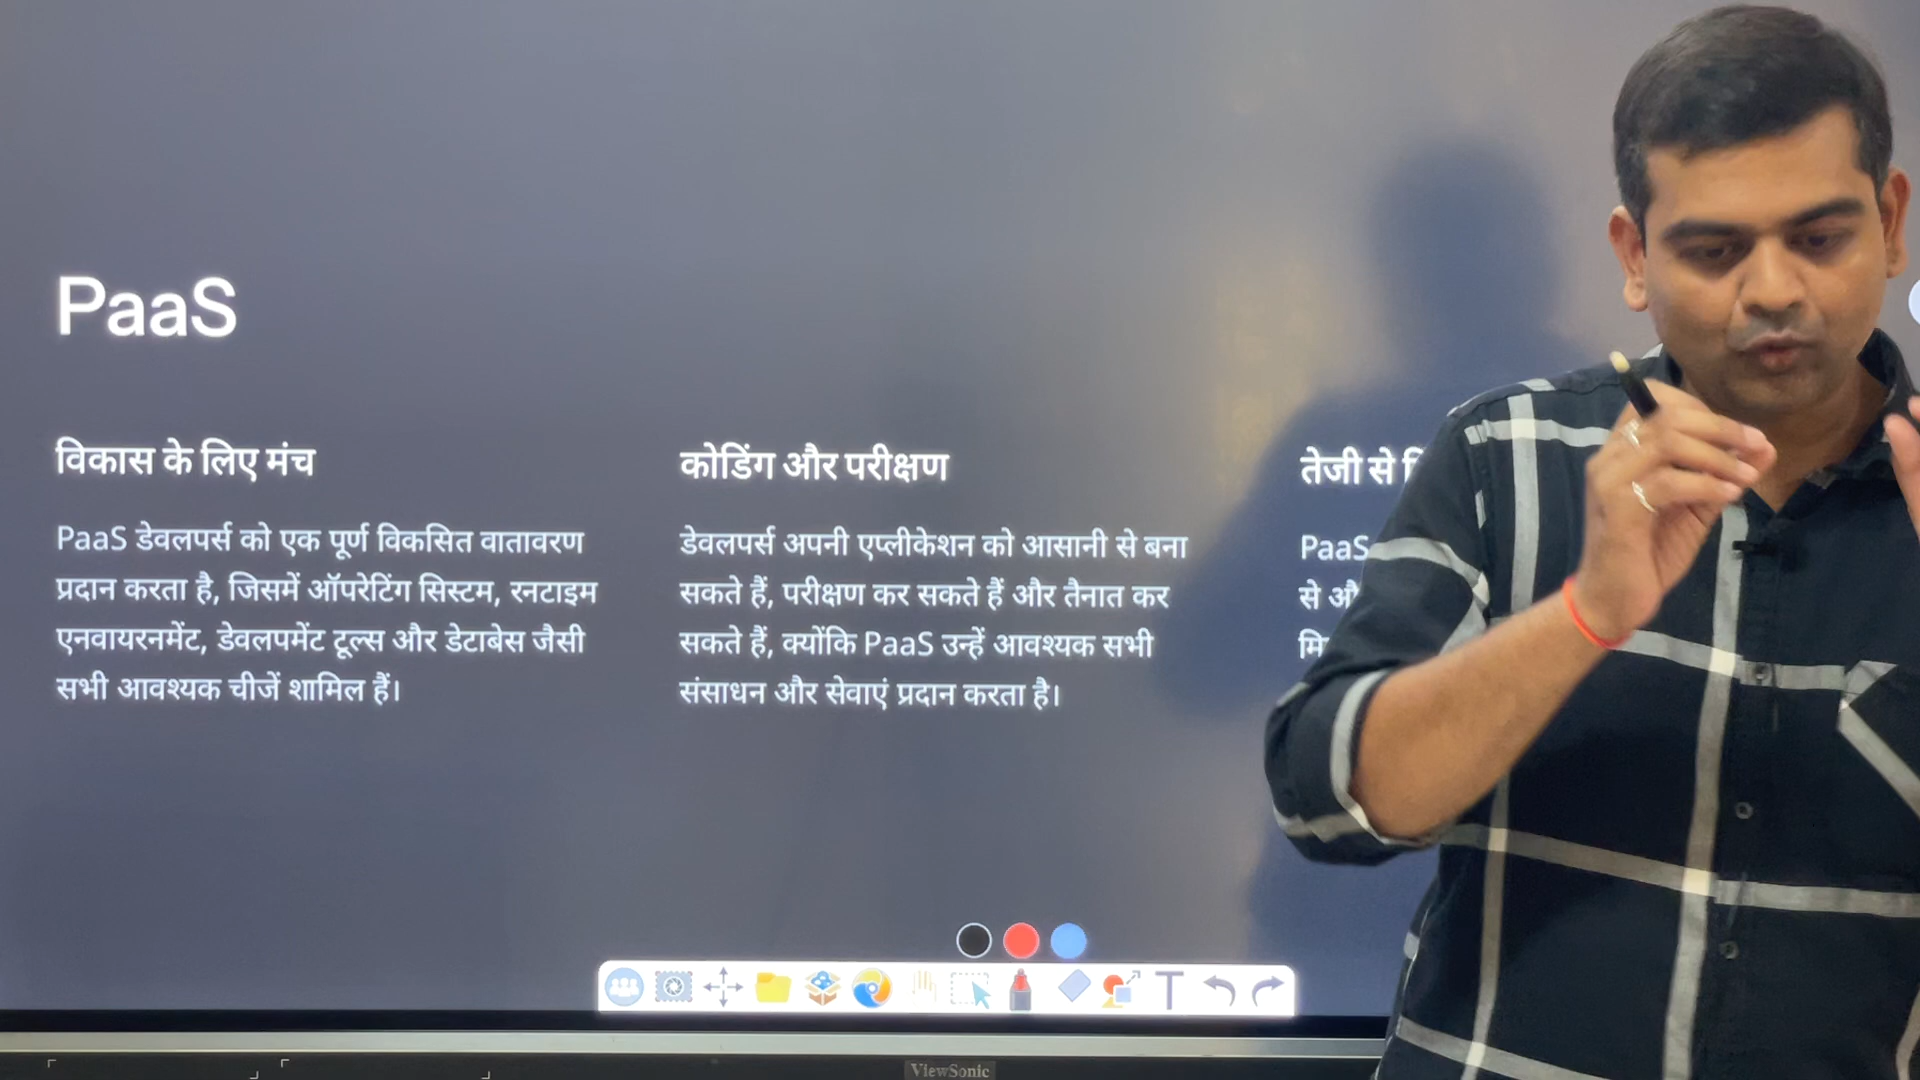 PaaS
विकास के लिए मंच
PaaS डेवलपर्स को एक पूर्ण विकसित वातावरण
प्रदान करता है, जिसमें ऑपरेटिंग सिस्टम, रनटाइम
एनवायरनमेंट, डेवलपमेंट टूल्स और डेटाबेस जैसी
सभी आवश्यक चीजें शामिल हैं।
कोडिंग और परीक्षण
डेवलपर्स अपनी एप्लीकेशन को आसानी से बना
सकते हैं, परीक्षण कर सकते हैं और तैनात कर
सकते हैं, क्योंकि PaaS उन्हें आवश्यक सभी
संसाधन और सेवाएं प्रदान करता है।
तेजी से
PaaS
से
T
ViewSonic